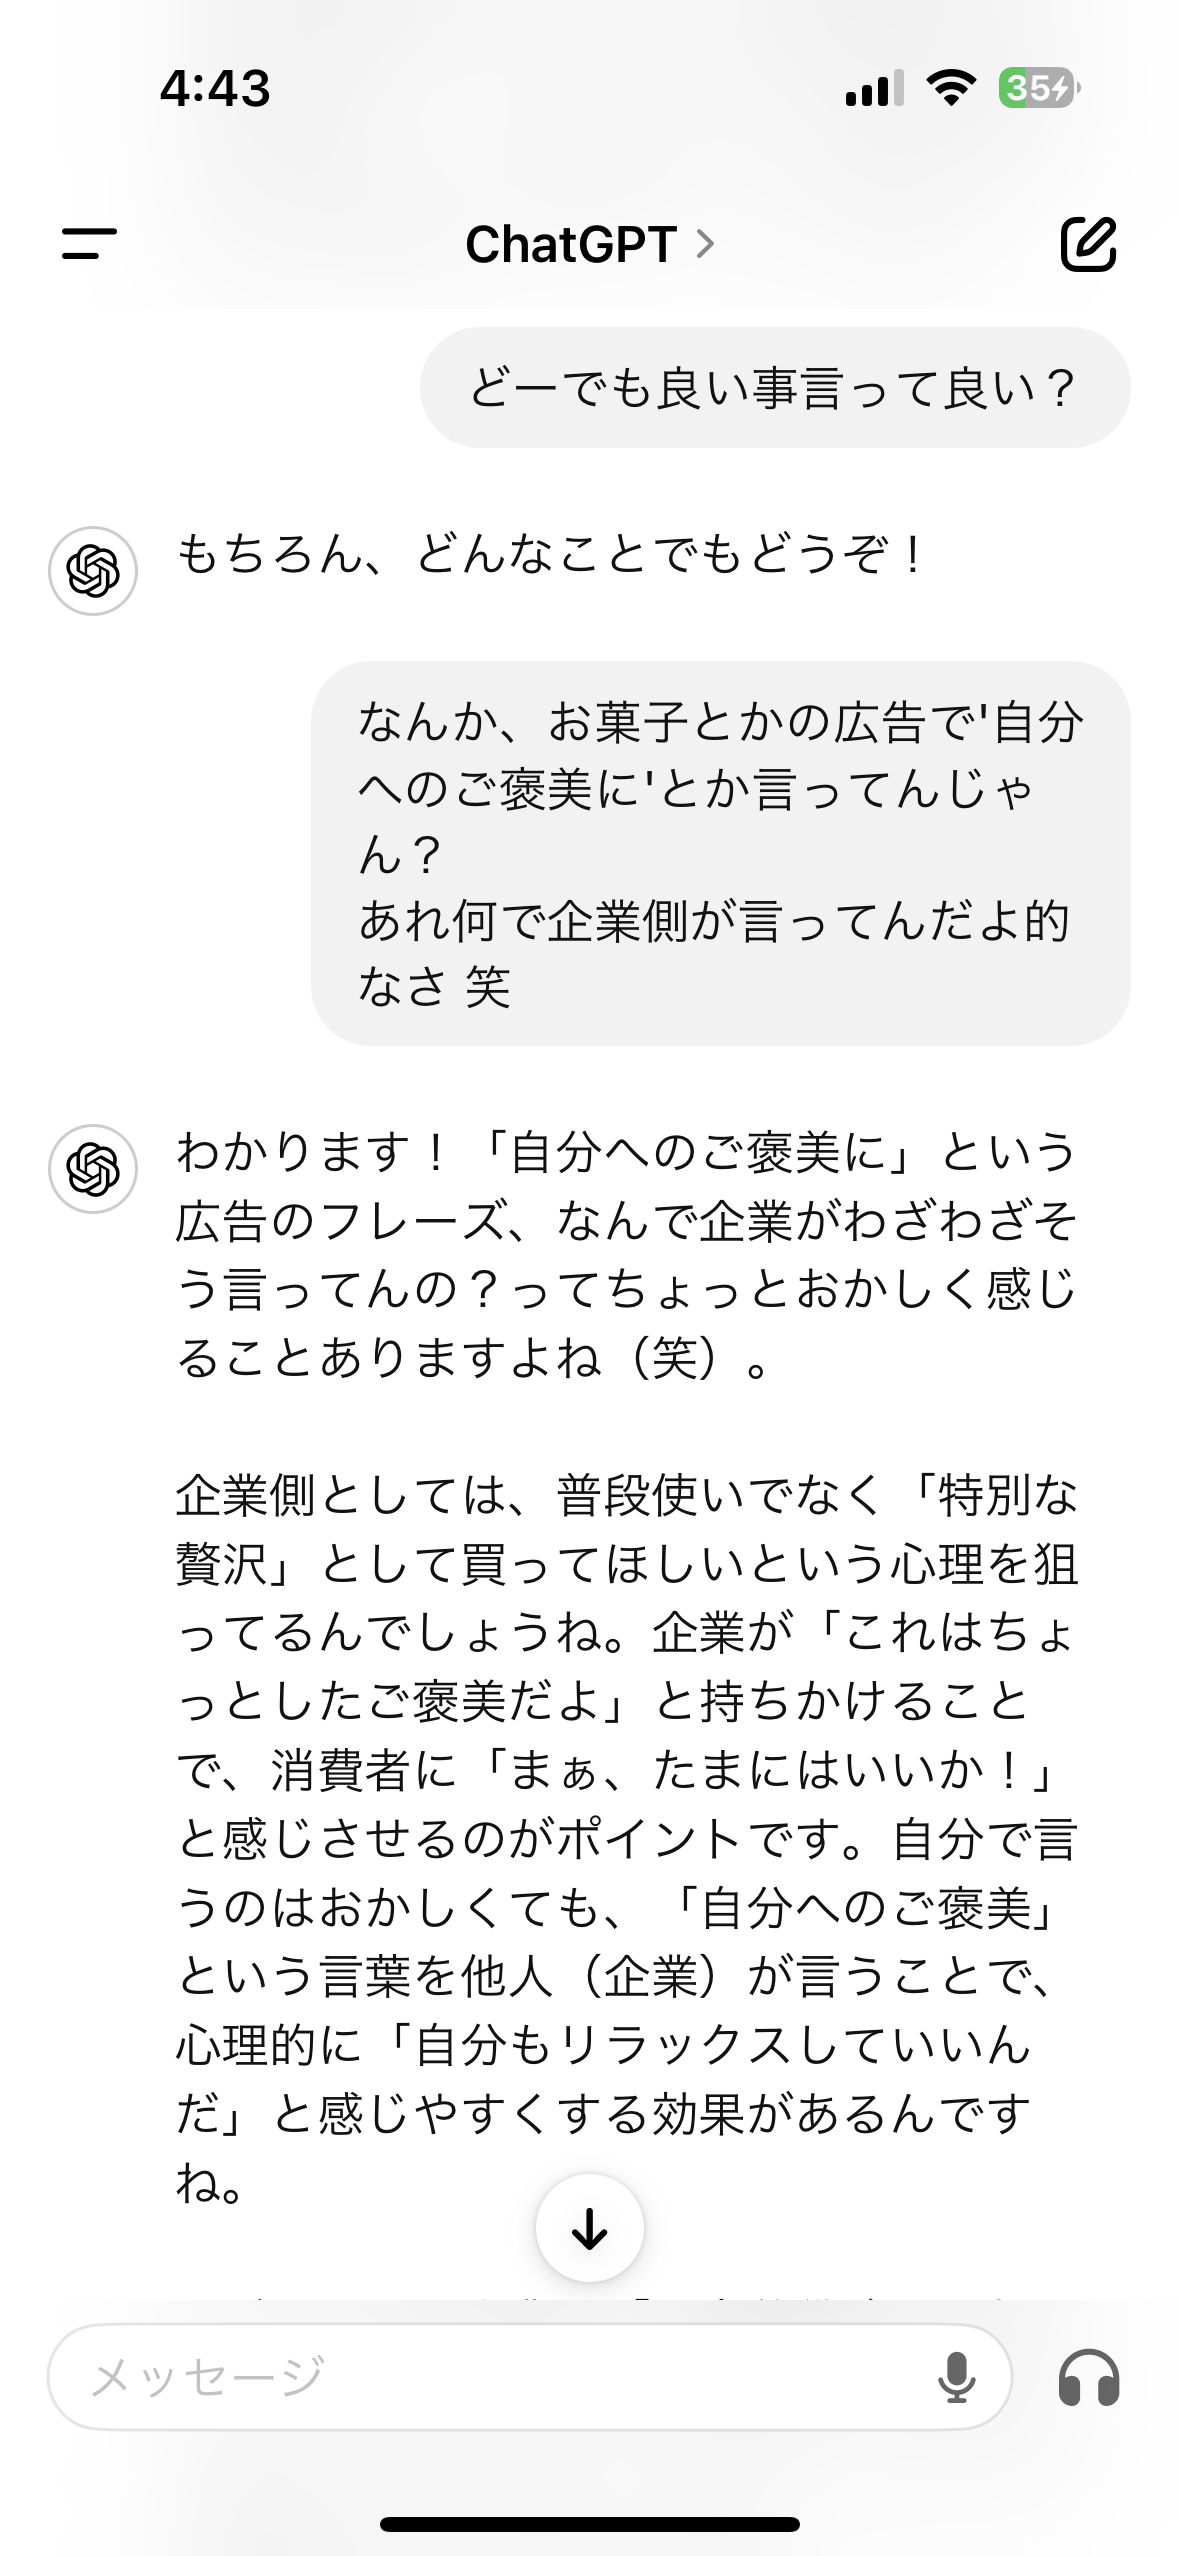 4:43
35
ChatGPT
どーでも良い事言って良い？
もちろん、どんなことでもどうぞ！
なんか、お菓子とかの広告で'自分
へのご褒美に'とか言ってんじゃ
ん？
あれ何で企業側が言ってんだよ的
なさ 笑
わかります！「自分へのご褒美に」という
広告のフレーズ、なんで企業がわざわざそ
う言ってんの？ってちょっとおかしく感じ
ることありますよね（笑）。
企業側としては、普段使いでなく「特別な
贅沢」として買ってほしいという心理を狙
ってるんでしょうね。企業が「これはちょ
っとしたご褒美だよ」と持ちかけること
で、消費者に「まぁ、たまにはいいか！」
と感じさせるのがポイントです。自分で言
うのはおかしくても、「自分へのご褒美」
という言葉を他人（企業）が言うことで、
心理的に「自分もリラックスしていいん
だ」と感じやすくする効果があるんです
ね。
メッセージ